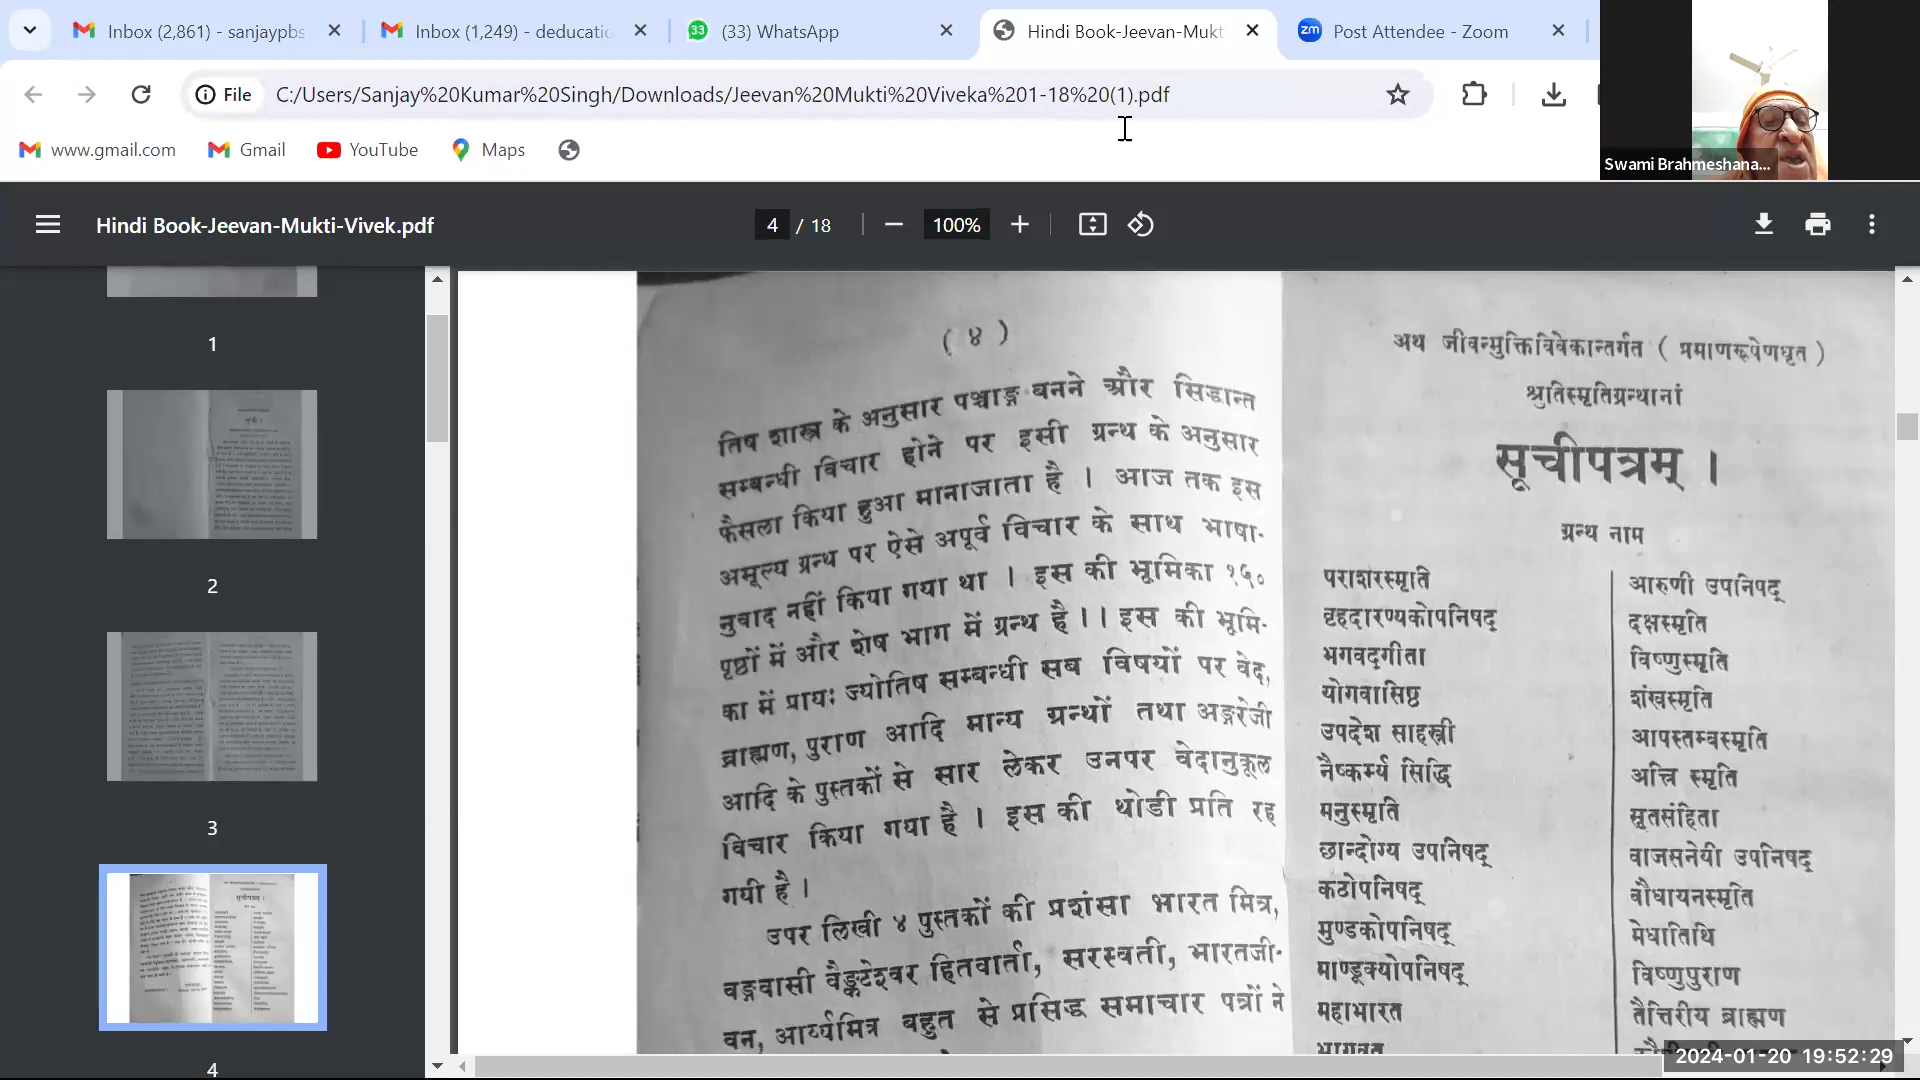 Inbox (2,861) - sanjaypbs
Inbox (1,249) - deducatic
33
(33) WhatsApp
Hindi Book-Jeevan-Mukt
zm
Post Attendee - Zoom
File
C:/Users/Sanjay%20Kumar%20Singh/Downloads/Jeevan%20Mukti%20Viveka%201-18%20(1).pdf
www.gmail.com
Gmail
YouTube
Maps
Swami Brahmeshana...
Hindi Book-Jeevan-Mukti-Vivek.pdf
4 / 18
100%
1
2
3
4
( ४ )
तिष शास्त्र के अनुसार पञ्चाङ्ग बनने और सिद्धान्त
सम्बन्धी विचार होने पर इसी ग्रन्थ के अनुसार
फैसला किया हुआ मानाजाता है । आज तक इस
अमूल्य ग्रन्थ पर ऐसे अपूर्व विचार के साथ भाषा-
नुवाद नहीं किया गया था । इस की भूमिका १५०
पृष्ठों में और शेष भाग में ग्रन्थ है ।। इस की भूमि-
का में प्रायः ज्योतिष सम्बन्धी सब विषयों पर वेद,
ब्राह्मण, पुराण आदि मान्य ग्रन्थों तथा अङ्गरेजी
आदि के पुस्तकों से सार लेकर उनपर वेदानुकूल
विचार किया गया है । इस की थोडी प्रति रह
गयी है ।
उपर लिखी ४ पुस्तकों की प्रशंसा भारत मित्र,
वङ्गवासी वैङ्कटेश्वर हितवार्ता, सरस्वती, भारतजी-
वन, आर्य्यमित्र बहुत से प्रसिद्ध समाचार पत्रों ने
अथ जीवन्मुक्तिविवेकान्तर्गत ( प्रमाणरूपेणधृत )
श्रुतिस्मृतिग्रन्थानां
सूचीपत्रम् ।
ग्रन्थ नाम
पराशरस्मृति
बृहदारण्यकोपनिषद्
भगवद्गीता
योगवासिष्ठ
उपदेश साहस्री
नैष्कर्म्य सिद्धि
मनुस्मृति
छान्दोग्य उपनिषद्
कठोपनिषद्
मुण्डकोपनिषद्
माण्डूक्योपनिषद्
महाभारत
भागवत
आरुणी उपनिषद्
दक्षस्मृति
विष्णुस्मृति
शंखस्मृति
आपस्तम्वस्मृति
अत्रि स्मृति
सूतसंहिता
वाजसनेयी उपनिषद्
वौधायनस्मृति
मेधातिथि
विष्णुपुराण
तैत्तिरीय ब्राह्मण
2024-01-20 19:52:29